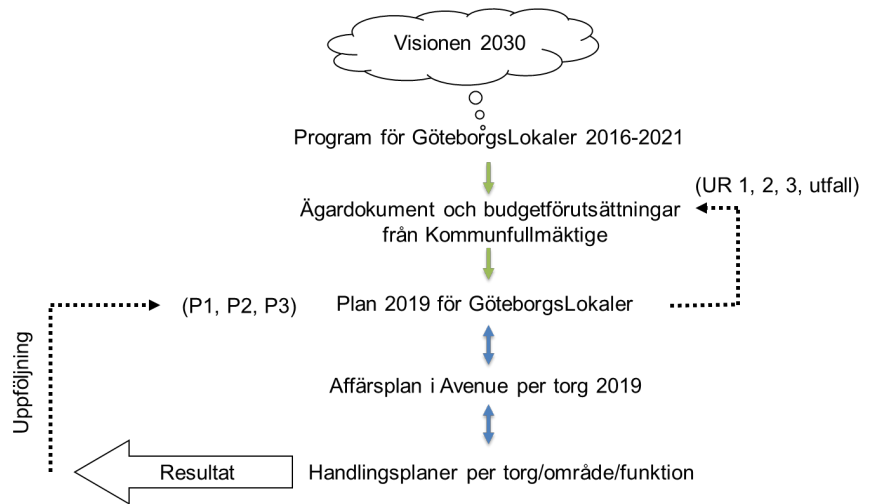 Visionen 2030
Program för GöteborgsLokaler 2016-2021
(UR 1, 2, 3, utfall)
Ägardokument och budgetförutsättningar
från Kommunfullmäktige
(P1, P2, P3)
Plan 2019 för GöteborgsLokaler
Uppföljning
Affärsplan i Avenue per torg 2019
Resultat
Handlingsplaner per torg/område/funktion